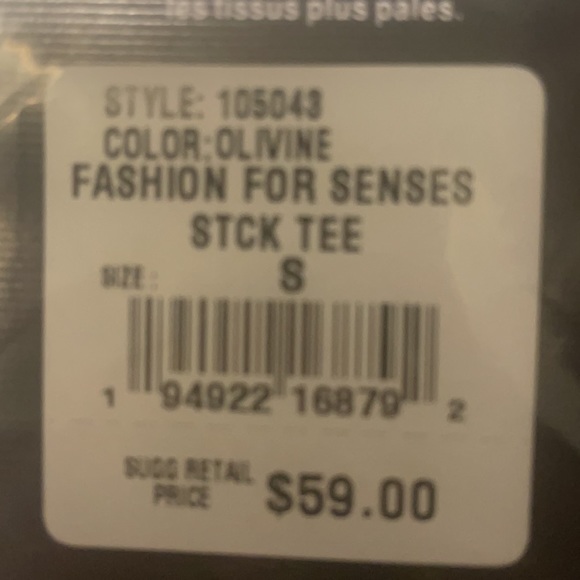 les tissus plus pales.
STYLE: 105043
COLOR:OLIVINE
FASHION FOR SENSES
STCK TEE
SIZE: S
1 94922 16879 2
SUGG RETAIL
PRICE $59.00